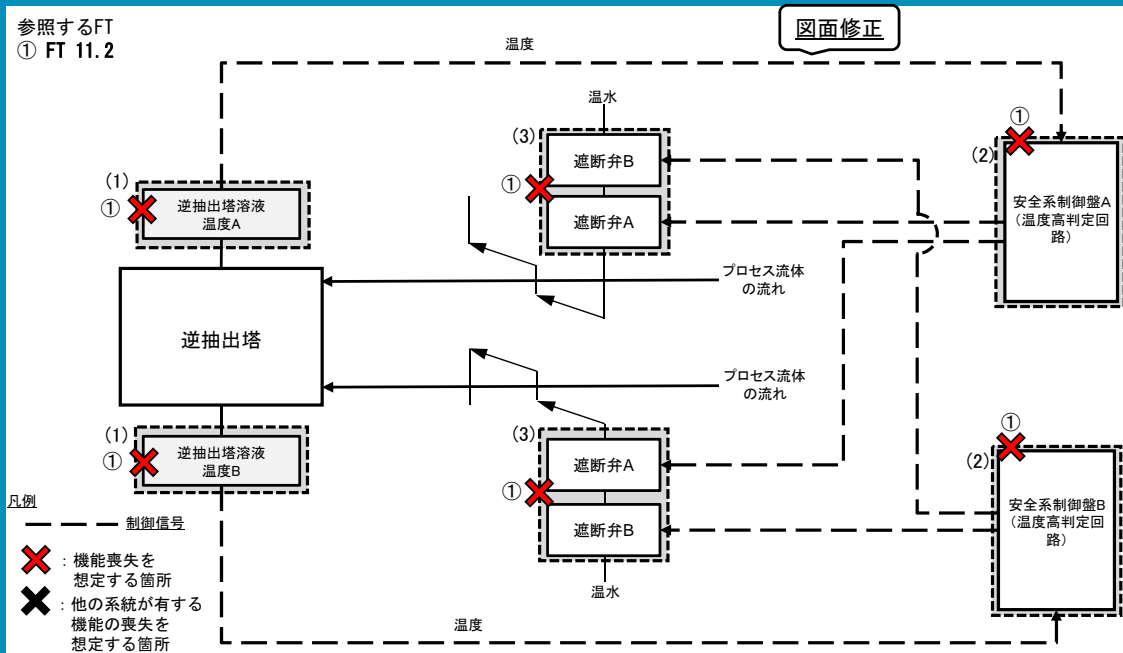 参照するFT
① FT 11.2
図面修正
温度
温水
(3)
遮断弁B
①
遮断弁A
①
(2)
安全系制御盤A
(温度高判定回
路)
(1)
①
逆抽出塔溶液
温度A
プロセス流体
の流れ
逆抽出塔
プロセス流体
の流れ
(1)
①
逆抽出塔溶液
温度B
(3)
遮断弁A
①
遮断弁B
温水
①
(2)
安全系制御盤B
(温度高判定回
路)
凡例
制御信号
:機能喪失を
想定する箇所
:他の系統が有する
機能の喪失を
想定する箇所
温度